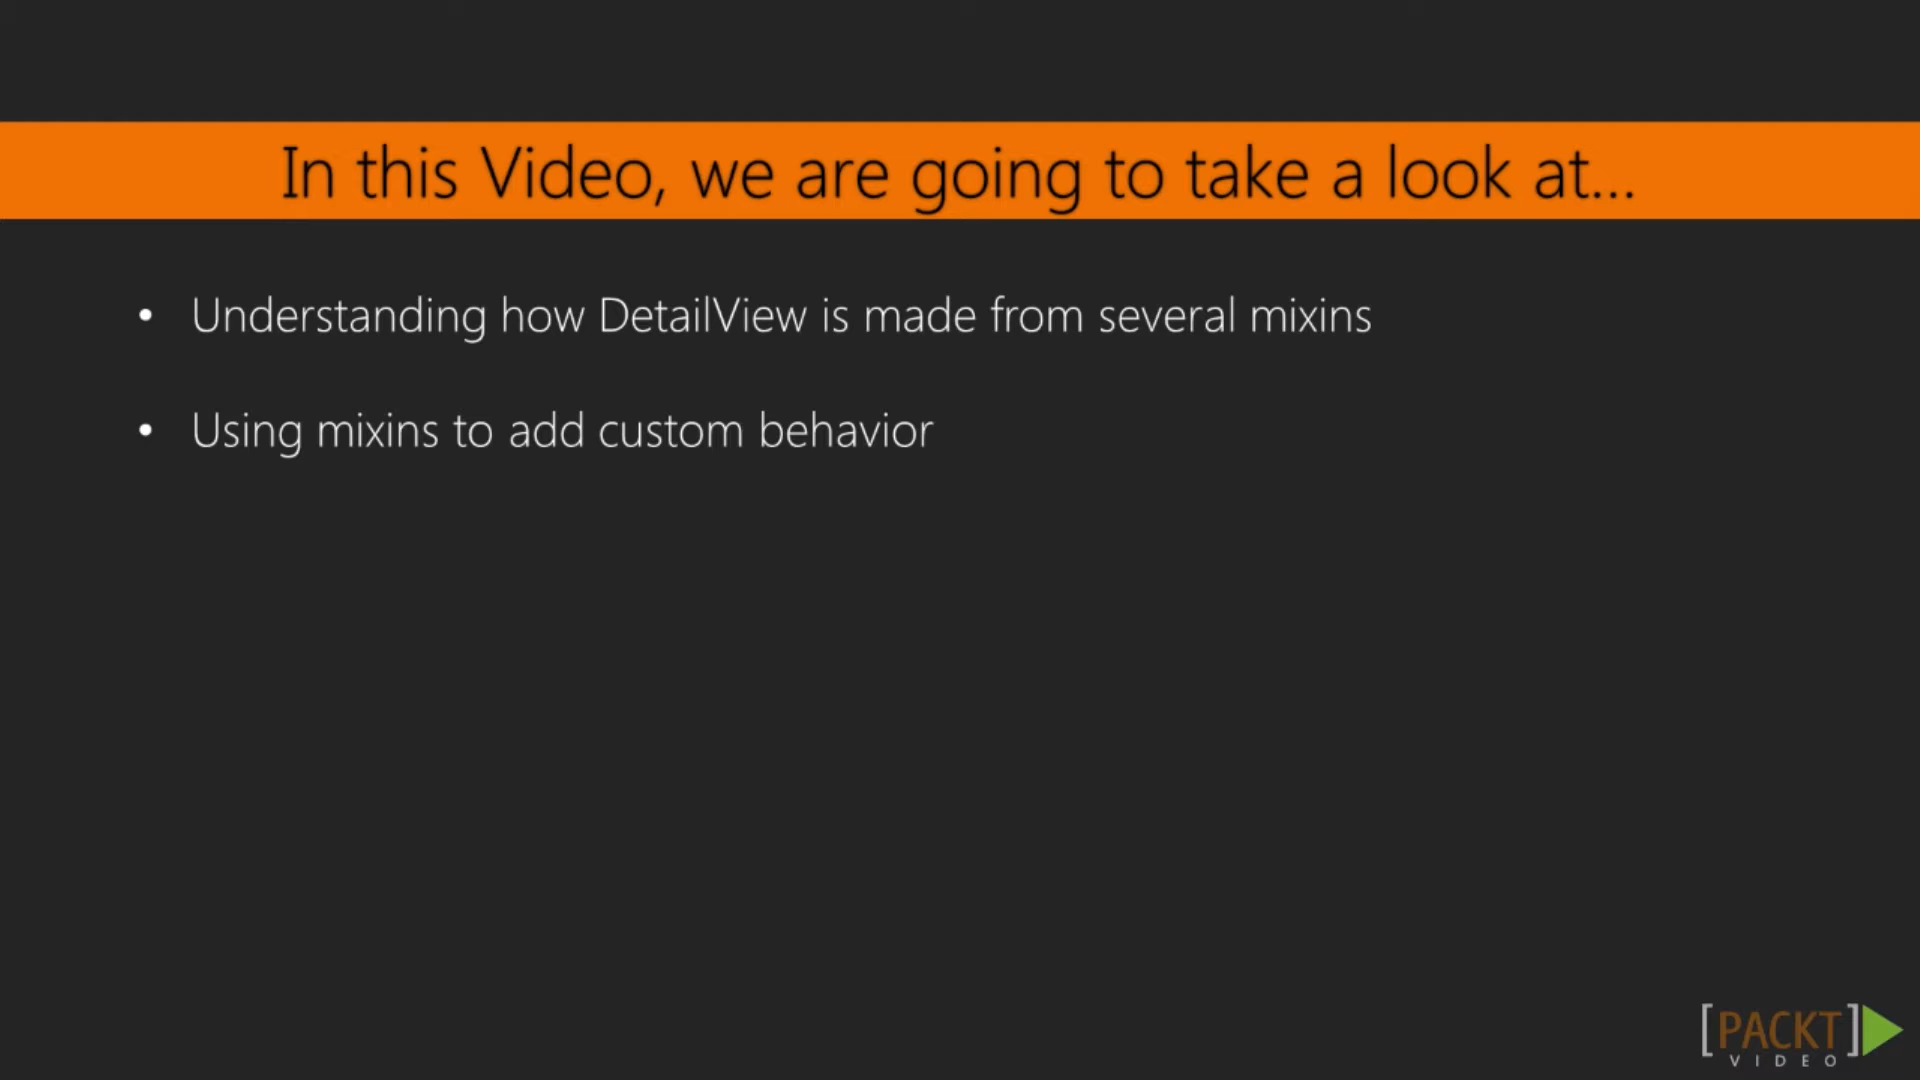 In this Video, we are going to take a look at...
• Understanding how DetailView is made from several mixins
• Using mixins to add custom behavior
[PACKT]
VIDEO